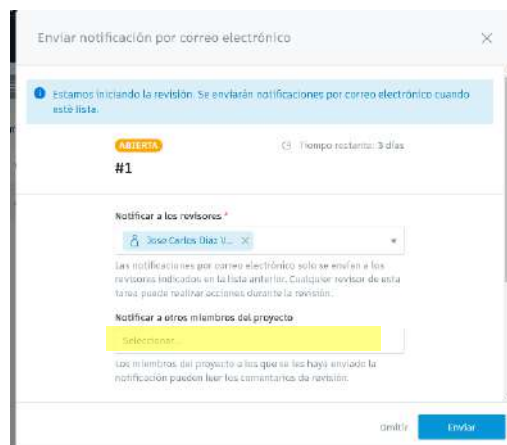 Enviar notificación por correo electrónico
Estamos iniciando la revisión. Se enviarán notificaciones por correo electrónico cuando
esté lista.
ABIERTA
Tiempo restante: 3 días
#1
Notificar a los revisores *
Jose Carlos Diaz V...
Las notificaciones por correo electrónico solo se envían a los
revisores indicados en la lista anterior. Cualquier revisor de esta
tarea puede realizar acciones durante la revisión.
Notificar a otros miembros del proyecto
Seleccionar...
Los miembros del proyecto a los que se les haya enviado la
notificación pueden leer los comentarios de revisión.
Omitir
Enviar